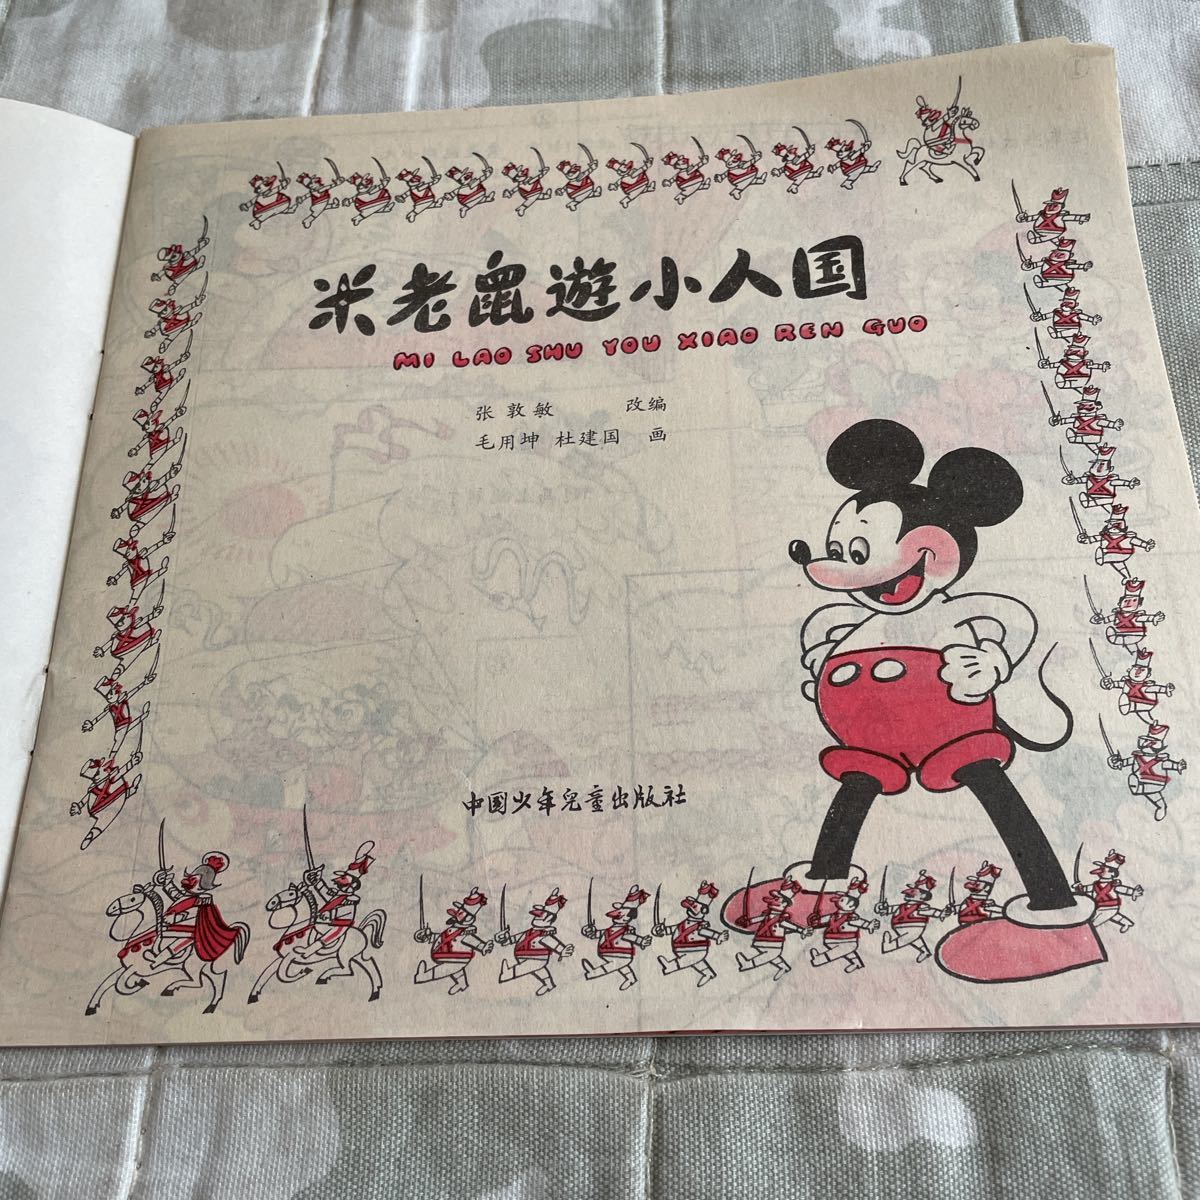 米老鼠遊小人国
MI LAO SHU YOU XIAO REN GUO
张敦敏 改编
毛用坤 杜建国 画
中國少年兒童出版社